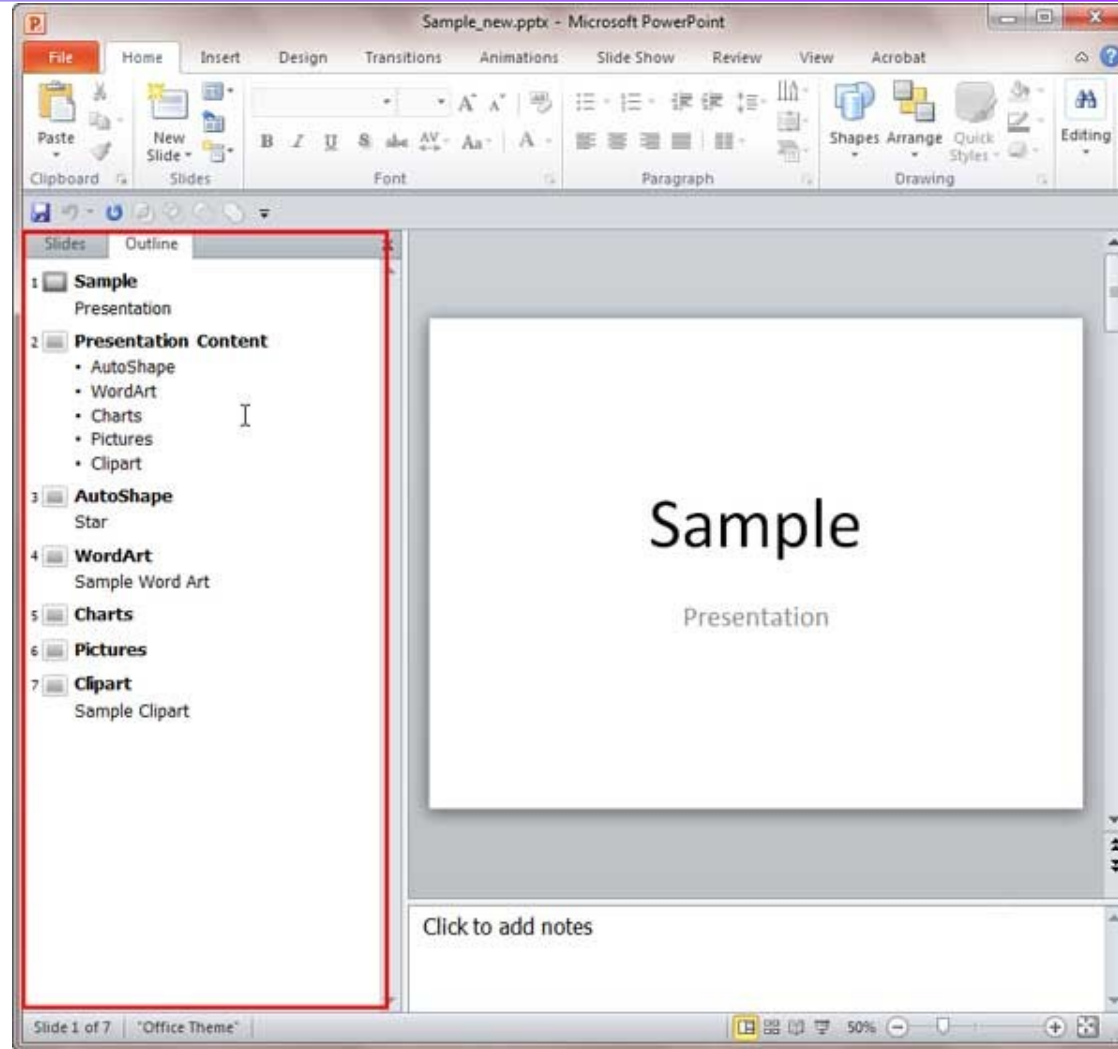 Sample_new.pptx - Microsoft PowerPoint
File Home Insert Design Transitions Animations Slide Show Review View Acrobat
Paste
New Slide
B I U S abc AV Aa A
Shapes Arrange Quick Styles
Editing
Clipboard Slides Font Paragraph Drawing
Slides Outline
1 Sample
Presentation
2 Presentation Content
• AutoShape
• WordArt
• Charts
• Pictures
• Clipart
3 AutoShape
Star
4 WordArt
Sample Word Art
5 Charts
6 Pictures
7 Clipart
Sample Clipart
Sample
Presentation
Click to add notes
Slide 1 of 7 "Office Theme" 50%